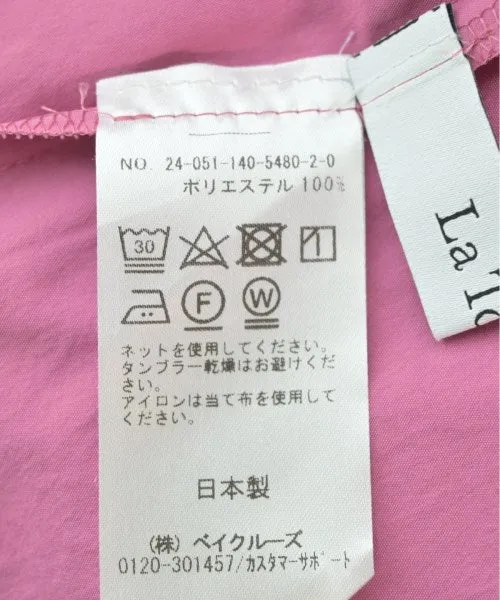 NO. 24-051-140-5480-2-0
ポリエステル 100%
30
F
W
ネットを使用してください。
タンブラー乾燥はお避けくだ
さい。
アイロンは当て布を使用して
ください。
日本製
(株) ベイクルーズ
0120-301457/カスタマーサポート
La